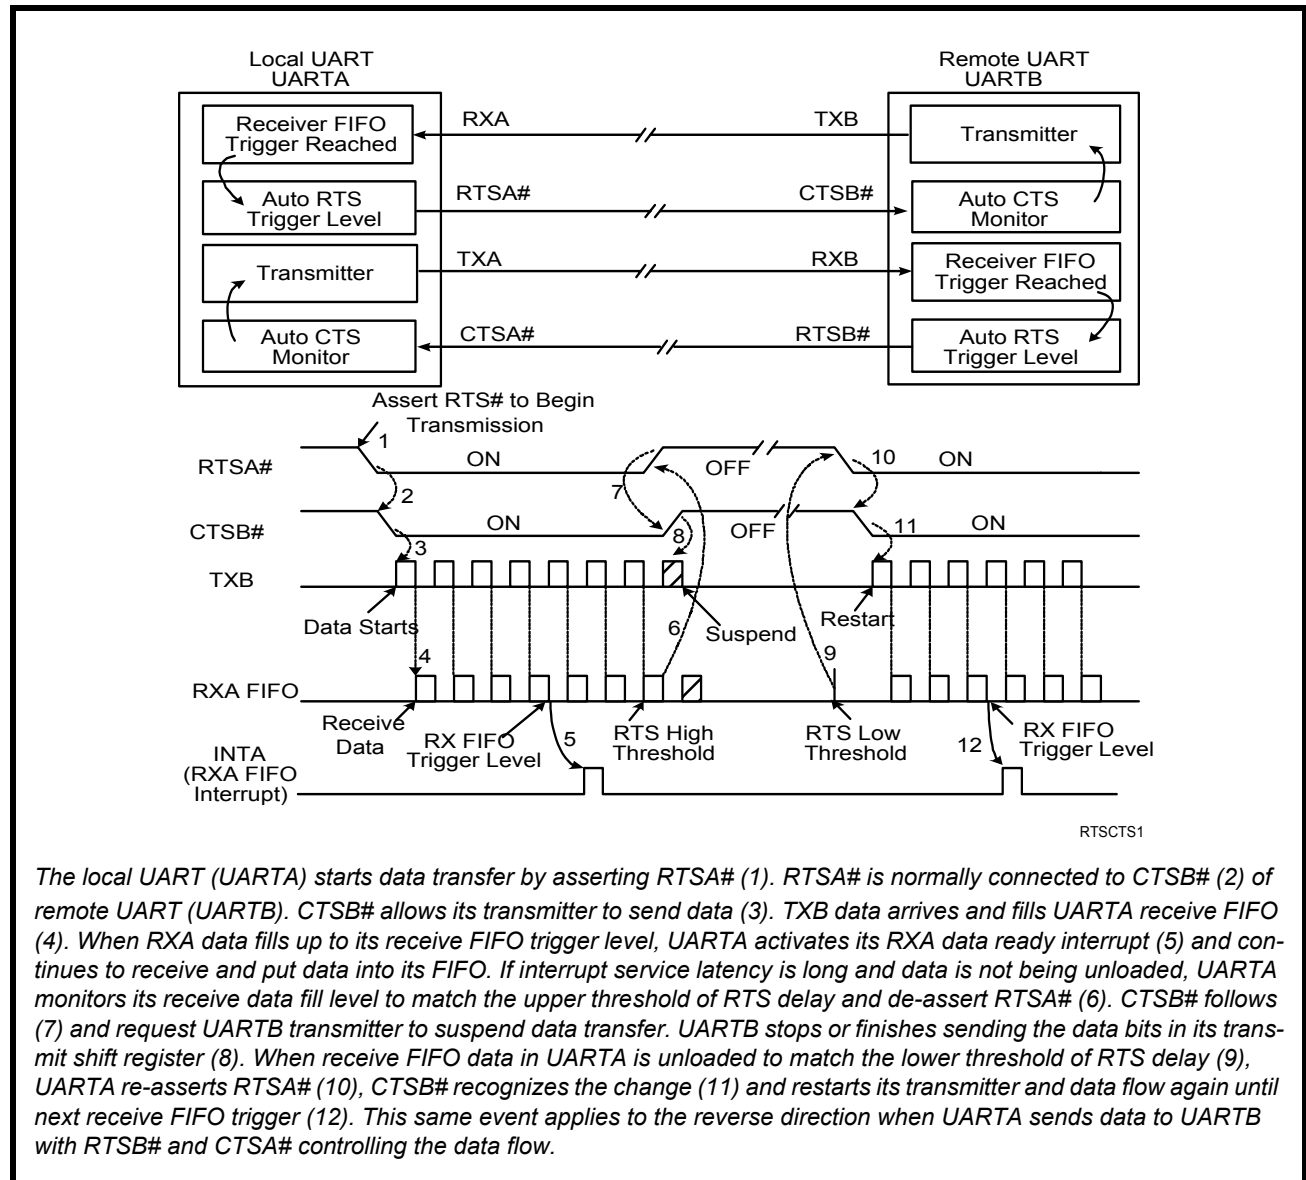 Local UART
UARTA
Remote UART
UARTB
Receiver FIFO
Trigger Reached
RXA
TXB
Transmitter
Auto RTS
Trigger Level
RTSA#
CTSB#
Auto CTS
Monitor
Transmitter
TXA
RXB
Receiver FIFO
Trigger Reached
Auto CTS
Monitor
CTSA#
RTSB#
Auto RTS
Trigger Level
Assert RTS# to Begin
Transmission
1
RTSA#
ON
OFF
10
ON
2
7
CTSB#
ON
8
OFF
11
ON
3
TXB
Data Starts
6
Suspend
Restart
4
9
RXA FIFO
Receive
Data
RX FIFO
Trigger Level
5
RTS High
Threshold
RTS Low
Threshold
12
RX FIFO
Trigger Level
INTA
(RXA FIFO
Interrupt)
RTSCTS1
The local UART (UARTA) starts data transfer by asserting RTSA# (1). RTSA# is normally connected to CTSB# (2) of
remote UART (UARTB). CTSB# allows its transmitter to send data (3). TXB data arrives and fills UARTA receive FIFO
(4). When RXA data fills up to its receive FIFO trigger level, UARTA activates its RXA data ready interrupt (5) and con-
tinues to receive and put data into its FIFO. If interrupt service latency is long and data is not being unloaded, UARTA
monitors its receive data fill level to match the upper threshold of RTS delay and de-assert RTSA# (6). CTSB# follows
(7) and request UARTB transmitter to suspend data transfer. UARTB stops or finishes sending the data bits in its trans-
mit shift register (8). When receive FIFO data in UARTA is unloaded to match the lower threshold of RTS delay (9),
UARTA re-asserts RTSA# (10), CTSB# recognizes the change (11) and restarts its transmitter and data flow again until
next receive FIFO trigger (12). This same event applies to the reverse direction when UARTA sends data to UARTB
with RTSB# and CTSA# controlling the data flow.